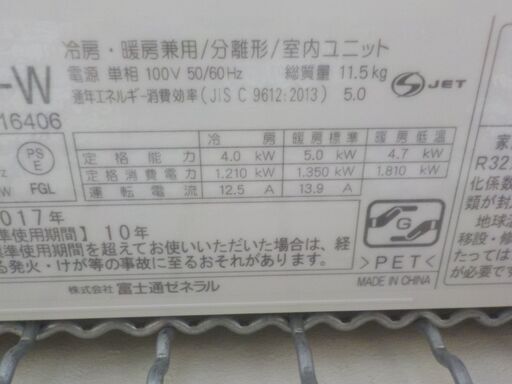 冷房・暖房兼用/分離形/室内ユニット
-W
電源 単相 100V 50/60Hz 総質量 11.5kg
通年エネルギー消費効率(JIS C 9612:2013) 5.0
JET
16406
冷 房 暖房標準 暖房低温
定格能力 4.0 kW 5.0 kW 4.7 kW
定格消費電力 1.210 kW 1.350 kW 1.810 kW
運転電流 12.5 A 13.9 A
PS
E
Hz
W FGL
2017年
準使用期間】10年
準使用期間を超えてお使いいただいた場合は、経
る発火・けが等の事故に至るおそれがあります。
株式会社 富士通ゼネラル
G
PET
MADE IN CHINA
家
R32
化係数
類が封
地球温
移設・修
たっては
が必要です